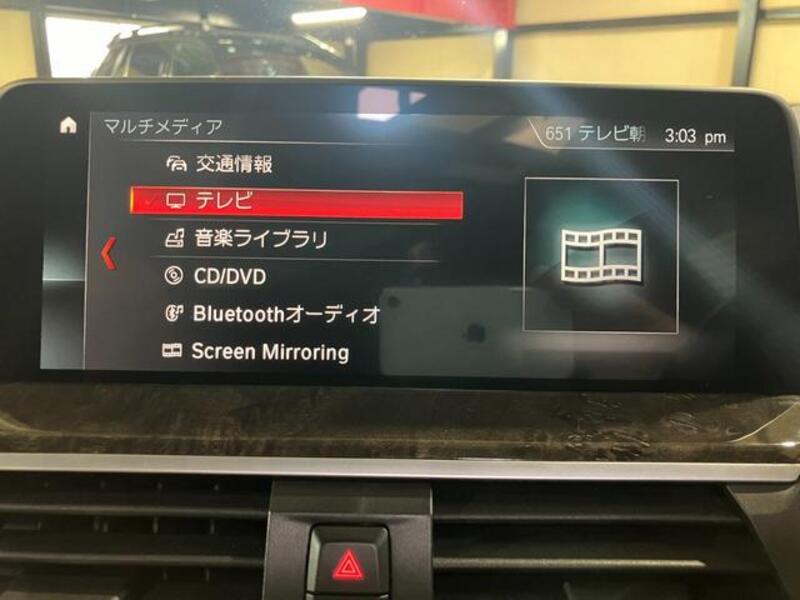 マルチメディア
651 テレビ朝 3:03 pm
交通情報
テレビ
音楽ライブラリ
CD/DVD
Bluetoothオーディオ
Screen Mirroring